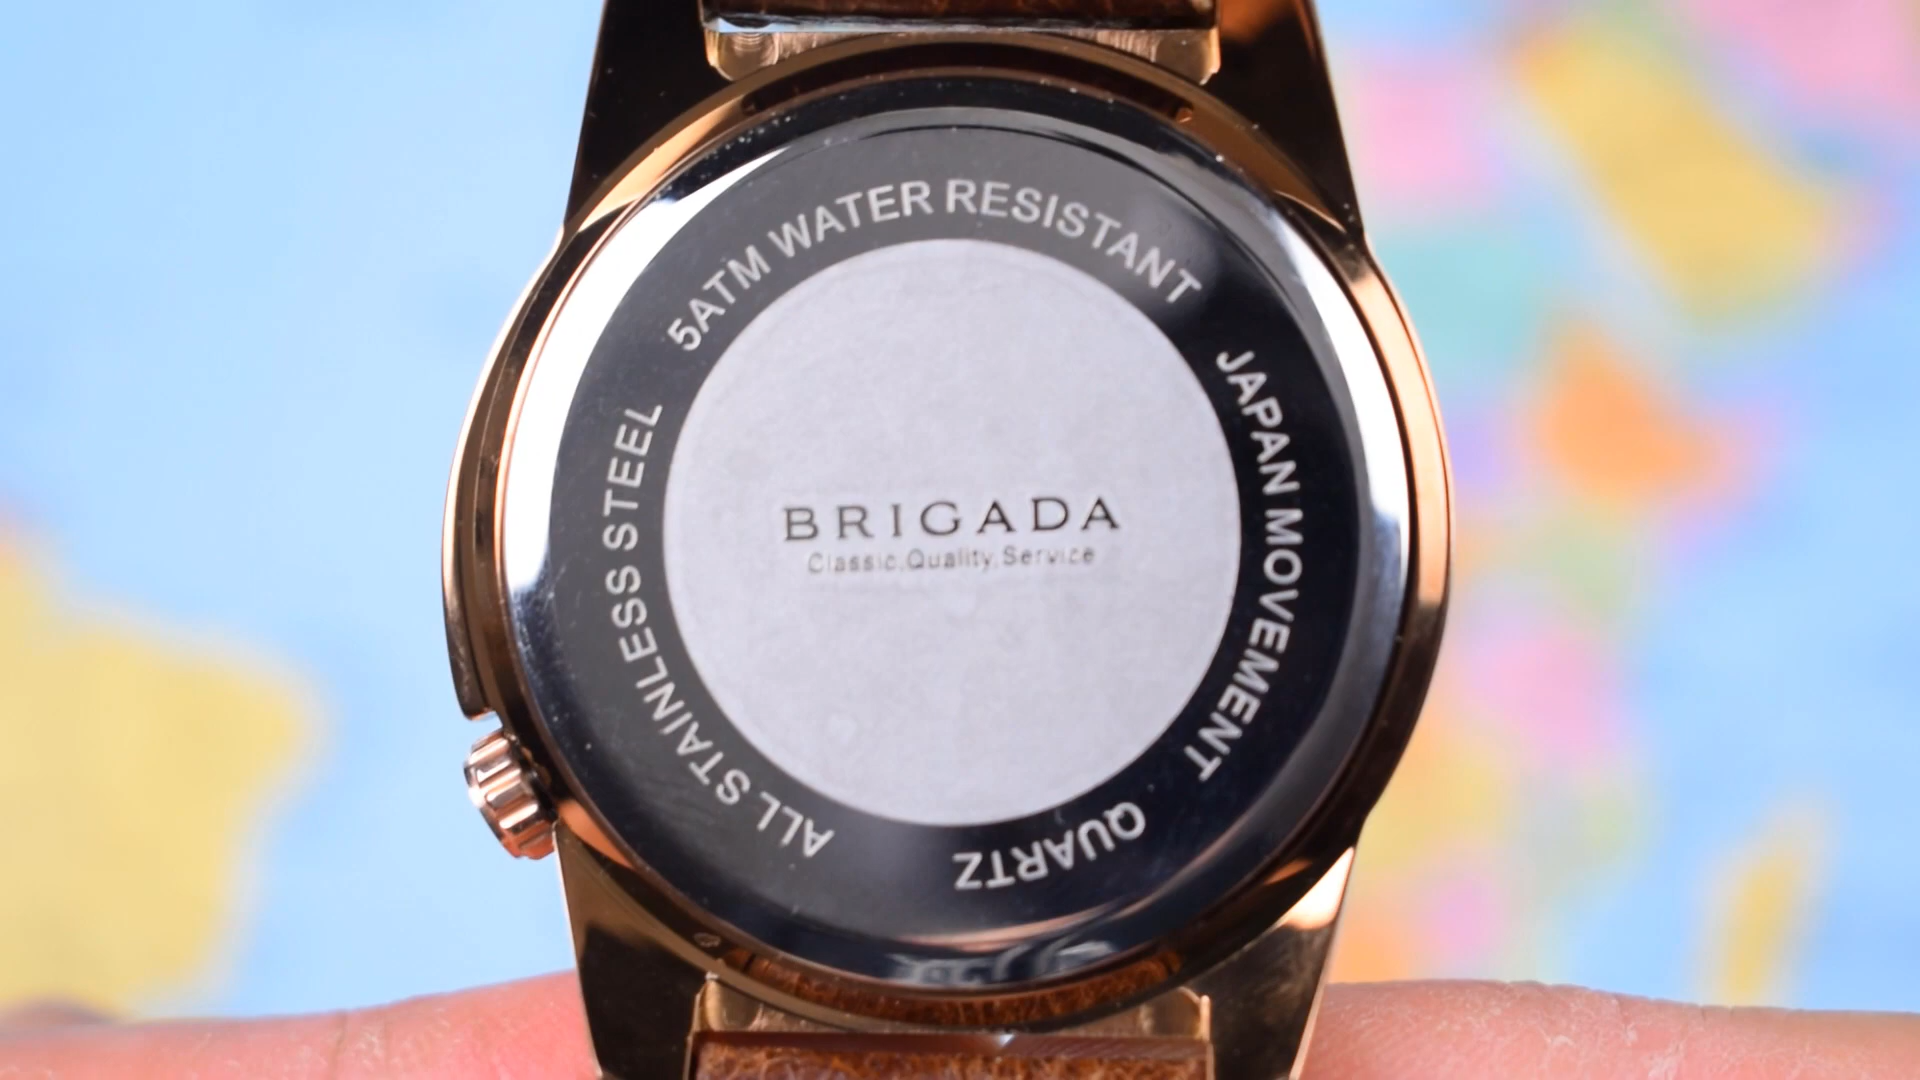 5ATM WATER RESISTANT
JAPAN MOVEMENT
QUARTZ
ALL STAINLESS STEEL
BRIGADA
Classic.Quality.Service